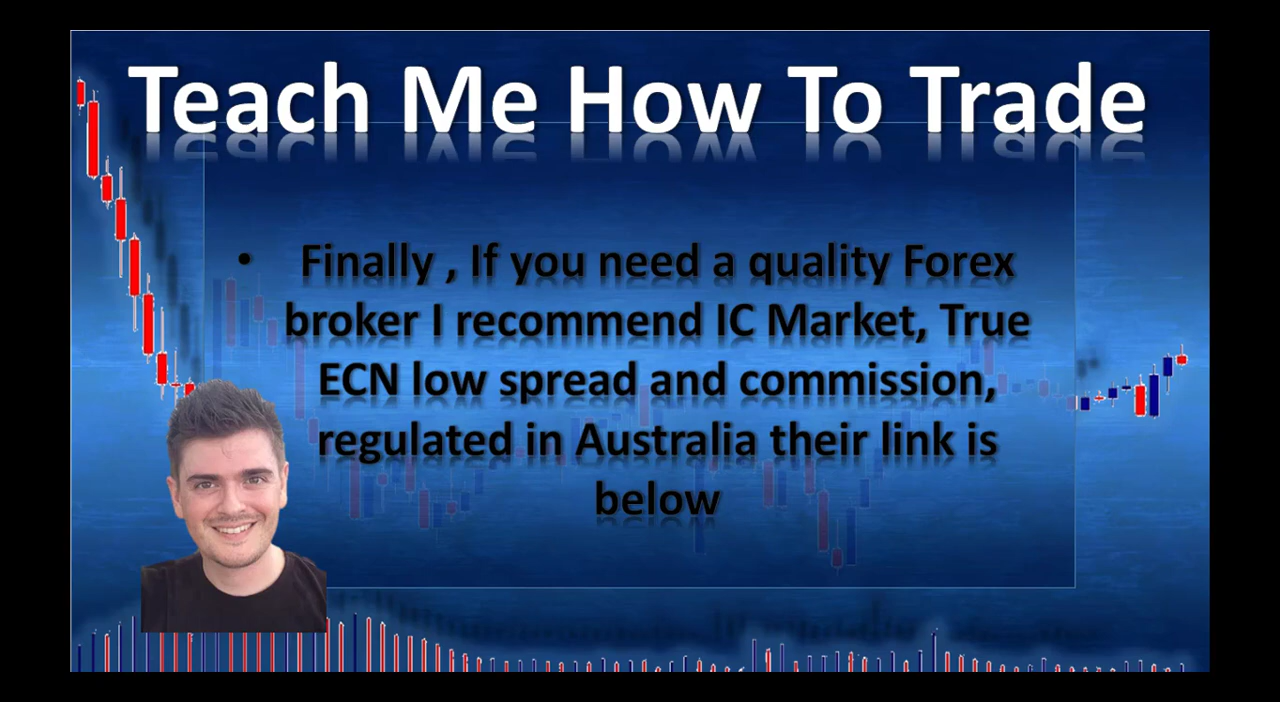 Teach Me How To Trade
• Finally , If you need a quality Forex
broker I recommend IC Market, True
ECN low spread and commission,
regulated in Australia their link is
below